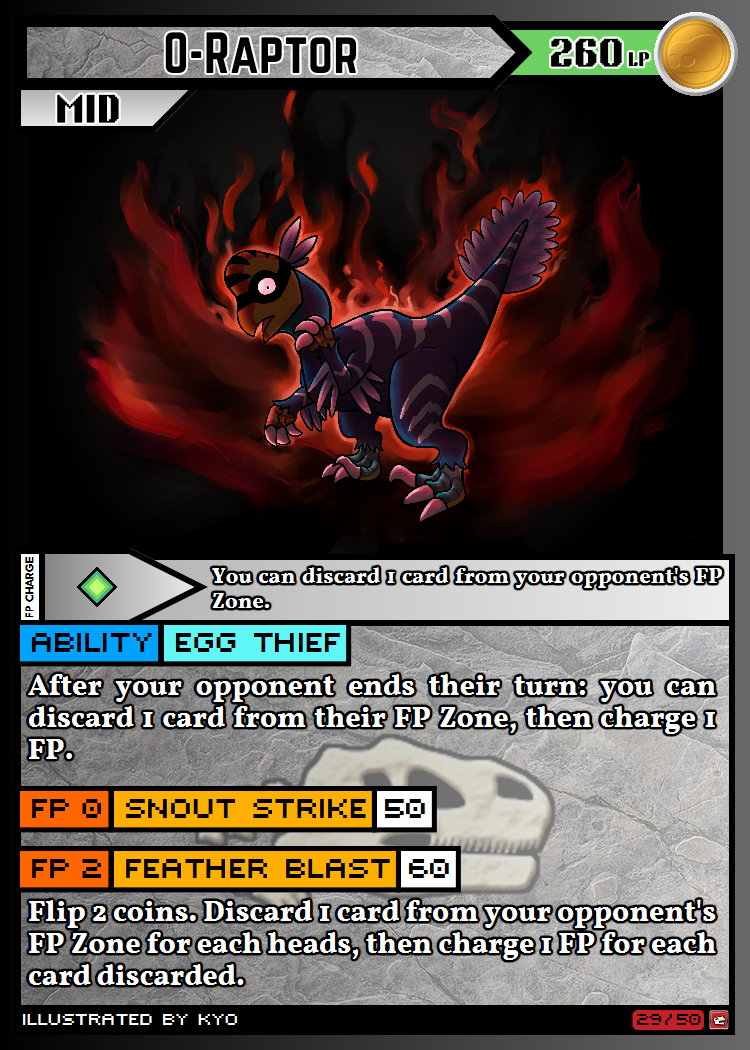 O-RAPTOR
260 LP
MID
FP CHARGE
You can discard 1 card from your opponent's FP
Zone.
ABILITY EGG THIEF
After your opponent ends their turn: you can
discard 1 card from their FP Zone, then charge 1
FP.
FP 0 SNOUT STRIKE 50
FP 2 FEATHER BLAST 60
Flip 2 coins. Discard 1 card from your opponent's
FP Zone for each heads, then charge 1 FP for each
card discarded.
ILLUSTRATED BY KYO
29/50